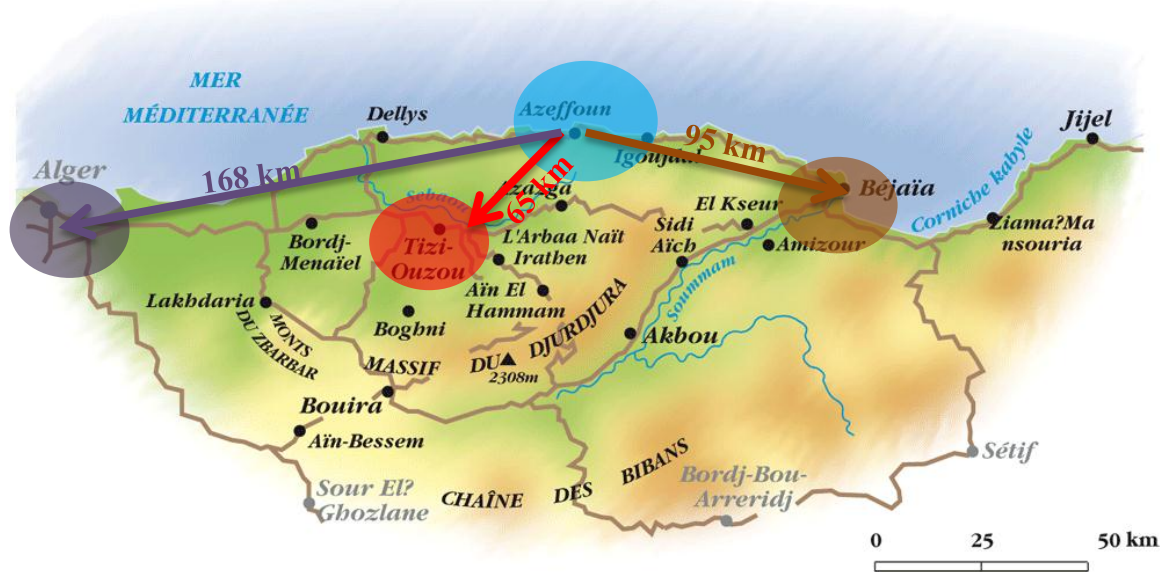 MER
MÉDITERRANÉE
Dellys
Azeffoun
Jijel
Alger
168 km
65 km
95 km
Igoujdal
Azazga
Béjaïa
Corniche kabyle
Sebaou
El Kseur
Ziama?Ma
nsouria
Bordj-
Menaïel
Tizi-
Ouzou
L'Arbaa Naït
Irathen
Sidi
Aïch
Amizour
Soummam
Lakhdaria
Aïn El
Hammam
MONTS
DU ZBARBAR
Boghni
DJURDJURA
Akbou
MASSIF
DU
2308m
Bouira
Aïn-Bessem
BIBANS
Sétif
Sour El?
Ghozlane
CHAÎNE
DES
Bordj-Bou-
Arreridj
0 25 50 km